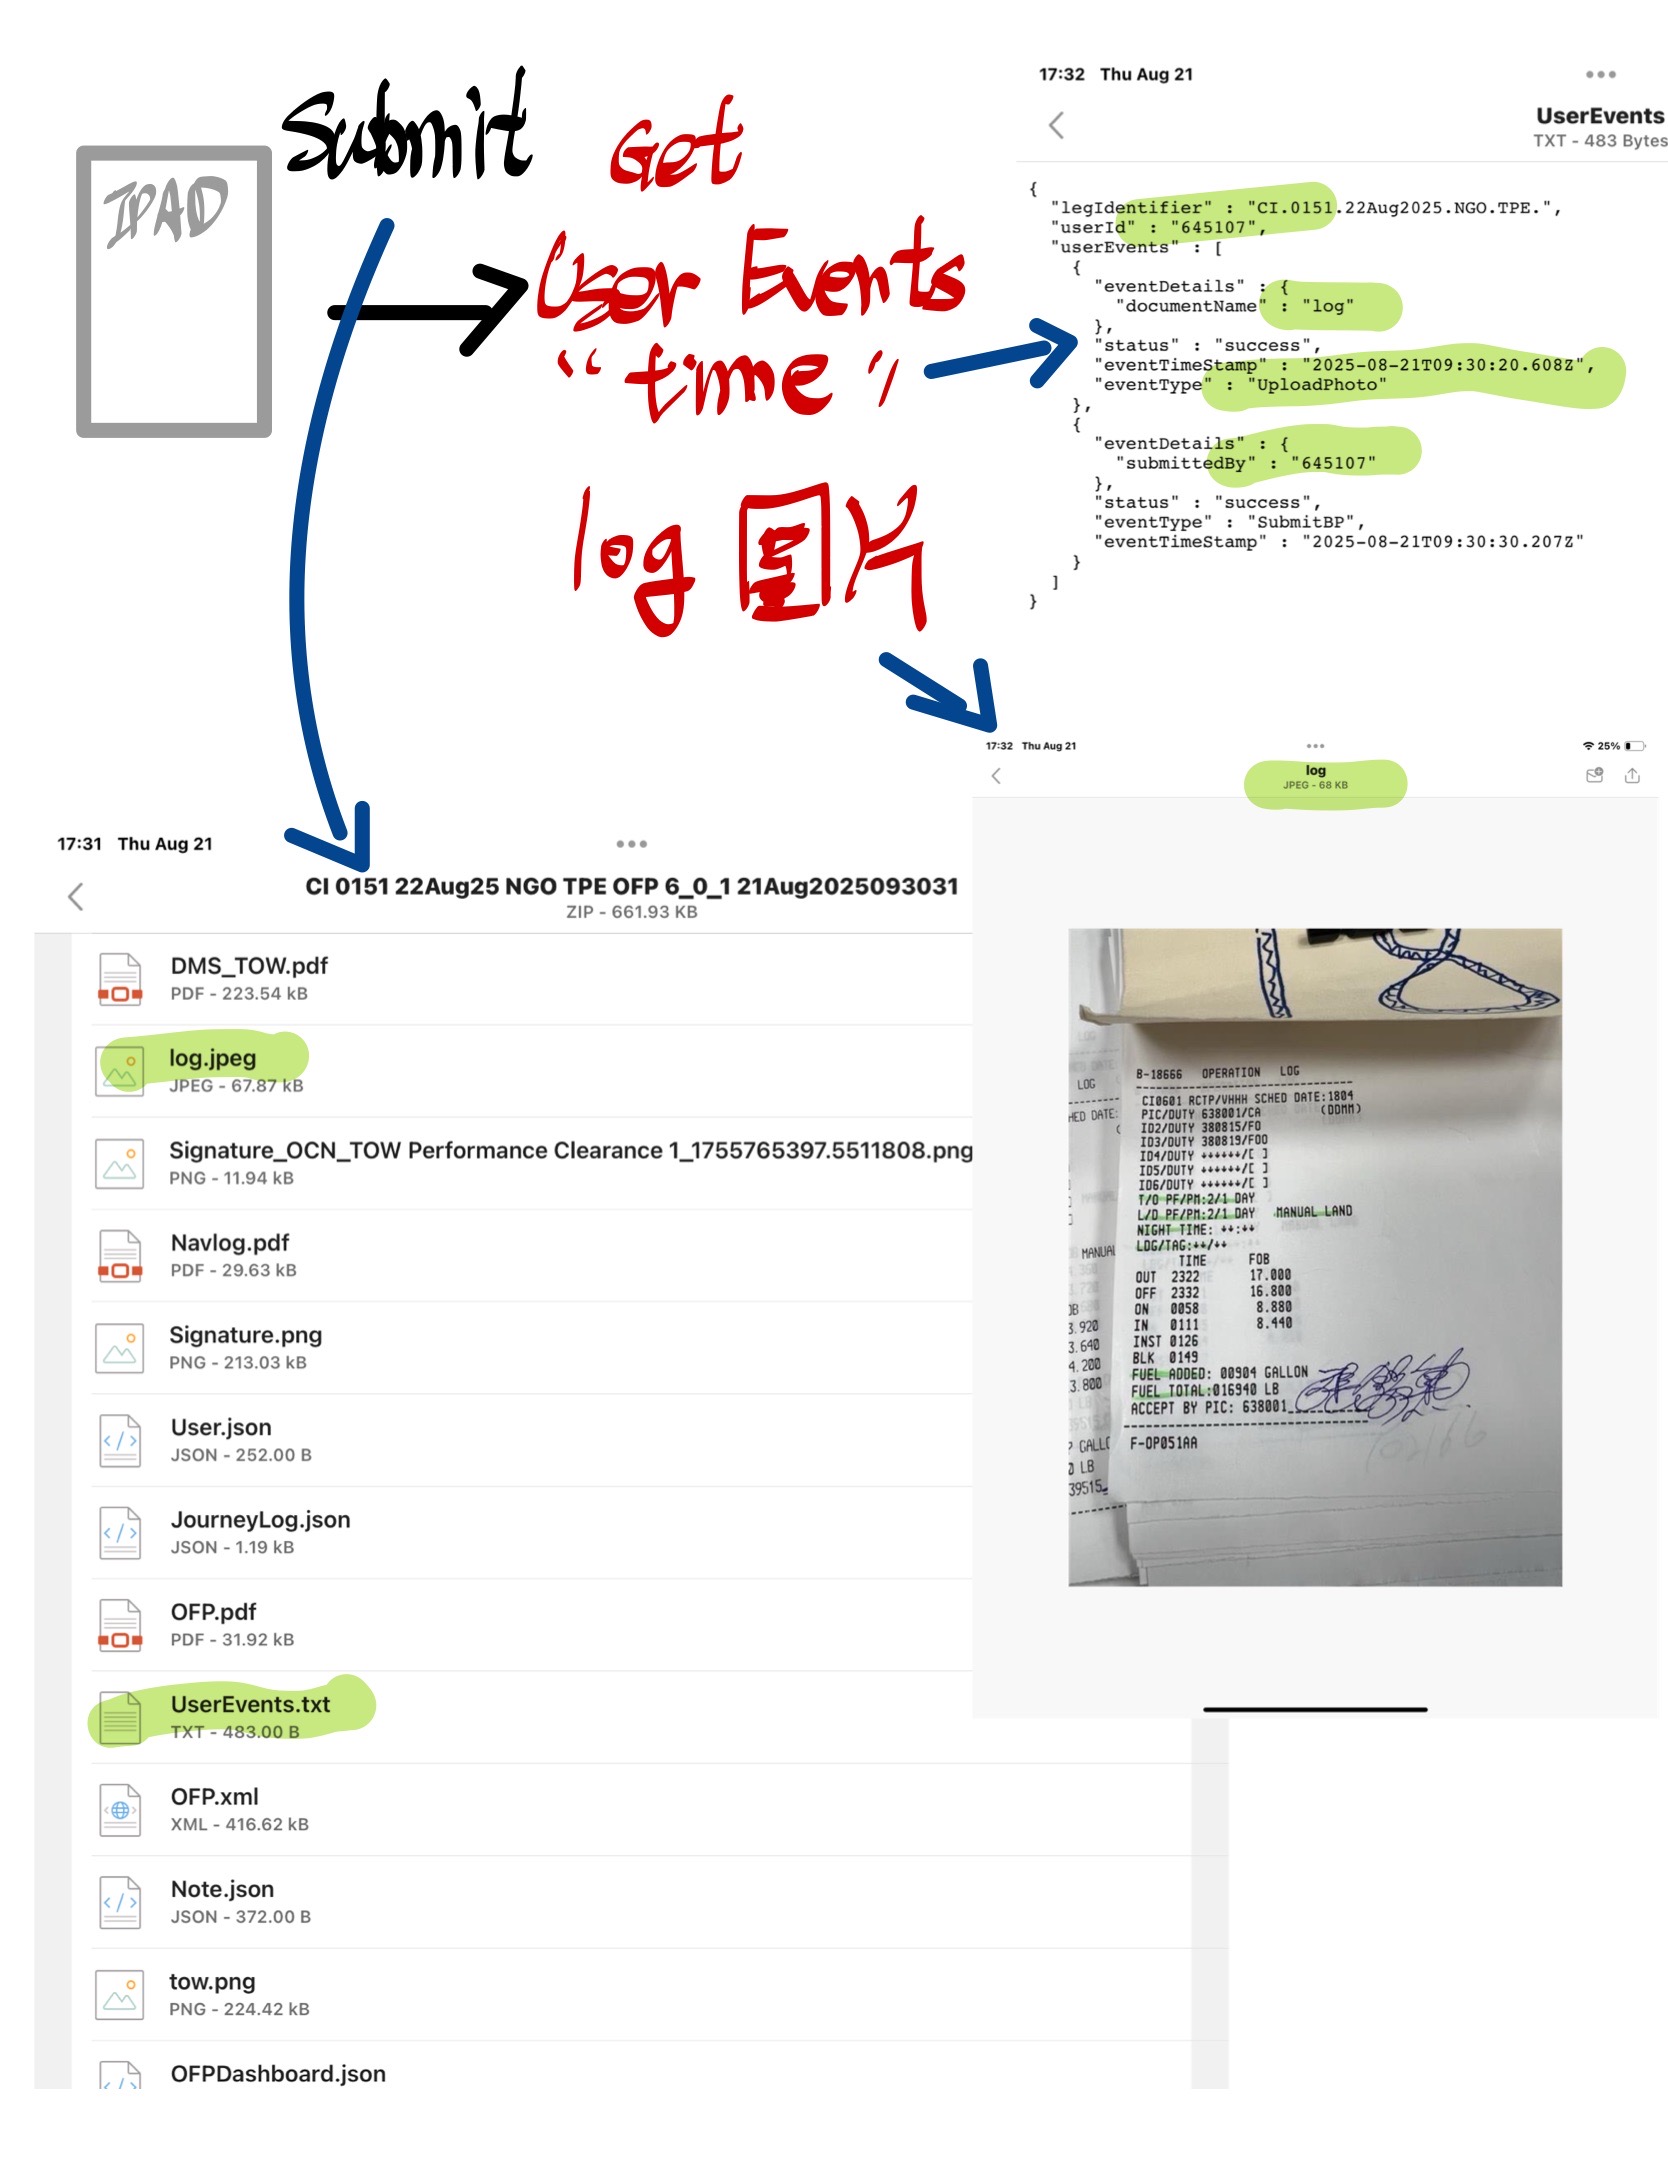 Submit
IPAD
Get
User Events
“time”
log 图片
17:32 Thu Aug 21
UserEvents
TXT - 483 Bytes
{
"legIdentifier" : "CI.0151.22Aug2025.NGO.TPE.",
"userId" : "645107",
"userEvents" : [
{
"eventDetails" : {
"documentName" : "log"
},
"status" : "success",
"eventTimeStamp" : "2025-08-21T09:30:20.608Z",
"eventType" : "UploadPhoto"
},
{
"eventDetails" : {
"submittedBy" : "645107"
},
"status" : "success",
"eventType" : "SubmitBP",
"eventTimeStamp" : "2025-08-21T09:30:30.207Z"
}
]
}
17:31 Thu Aug 21
CI 0151 22Aug25 NGO TPE OFP 6_0_1 21Aug2025093031
ZIP - 661.93 KB
DMS_TOW.pdf
PDF - 223.54 kB
log.jpeg
JPEG - 67.87 kB
Signature_OCN_TOW Performance Clearance 1_1755765397.5511808.png
PNG - 11.94 kB
Navlog.pdf
PDF - 29.63 kB
Signature.png
PNG - 213.03 kB
User.json
JSON - 252.00 B
JourneyLog.json
JSON - 1.19 kB
OFP.pdf
PDF - 31.92 kB
UserEvents.txt
TXT - 483.00 B
OFP.xml
XML - 416.62 kB
Note.json
JSON - 372.00 B
tow.png
PNG - 224.42 kB
OFPDashboard.json
17:32 Thu Aug 21
25%
log
JPEG - 68 KB
B-18666 OPERATION LOG
CI0601 RCTP/VHHH SCHED DATE:1804
PIC/DUTY 638001/CA (DDMM)
ID2/DUTY 380815/FO
ID3/DUTY 380819/FOO
ID4/DUTY ++++++/[ ]
ID5/DUTY ++++++/[ ]
ID6/DUTY ++++++/[ ]
T/O PF/PM:2/1 DAY
L/D PF/PM:2/1 DAY MANUAL LAND
NIGHT TIME: ++:++
LDG/TAG:++/++
TIME FOB
OUT 2322 17.000
OFF 2332 16.800
ON 0058 8.880
IN 0111 8.440
INST 0126
BLK 0149
FUEL ADDED: 00904 GALLON
FUEL TOTAL:016940 LB
ACCEPT BY PIC: 638001
F-OP051AA
LOG
HED DATE:
MANUAL
3.920
3.640
4.200
3.800
GALLO
LB
39515